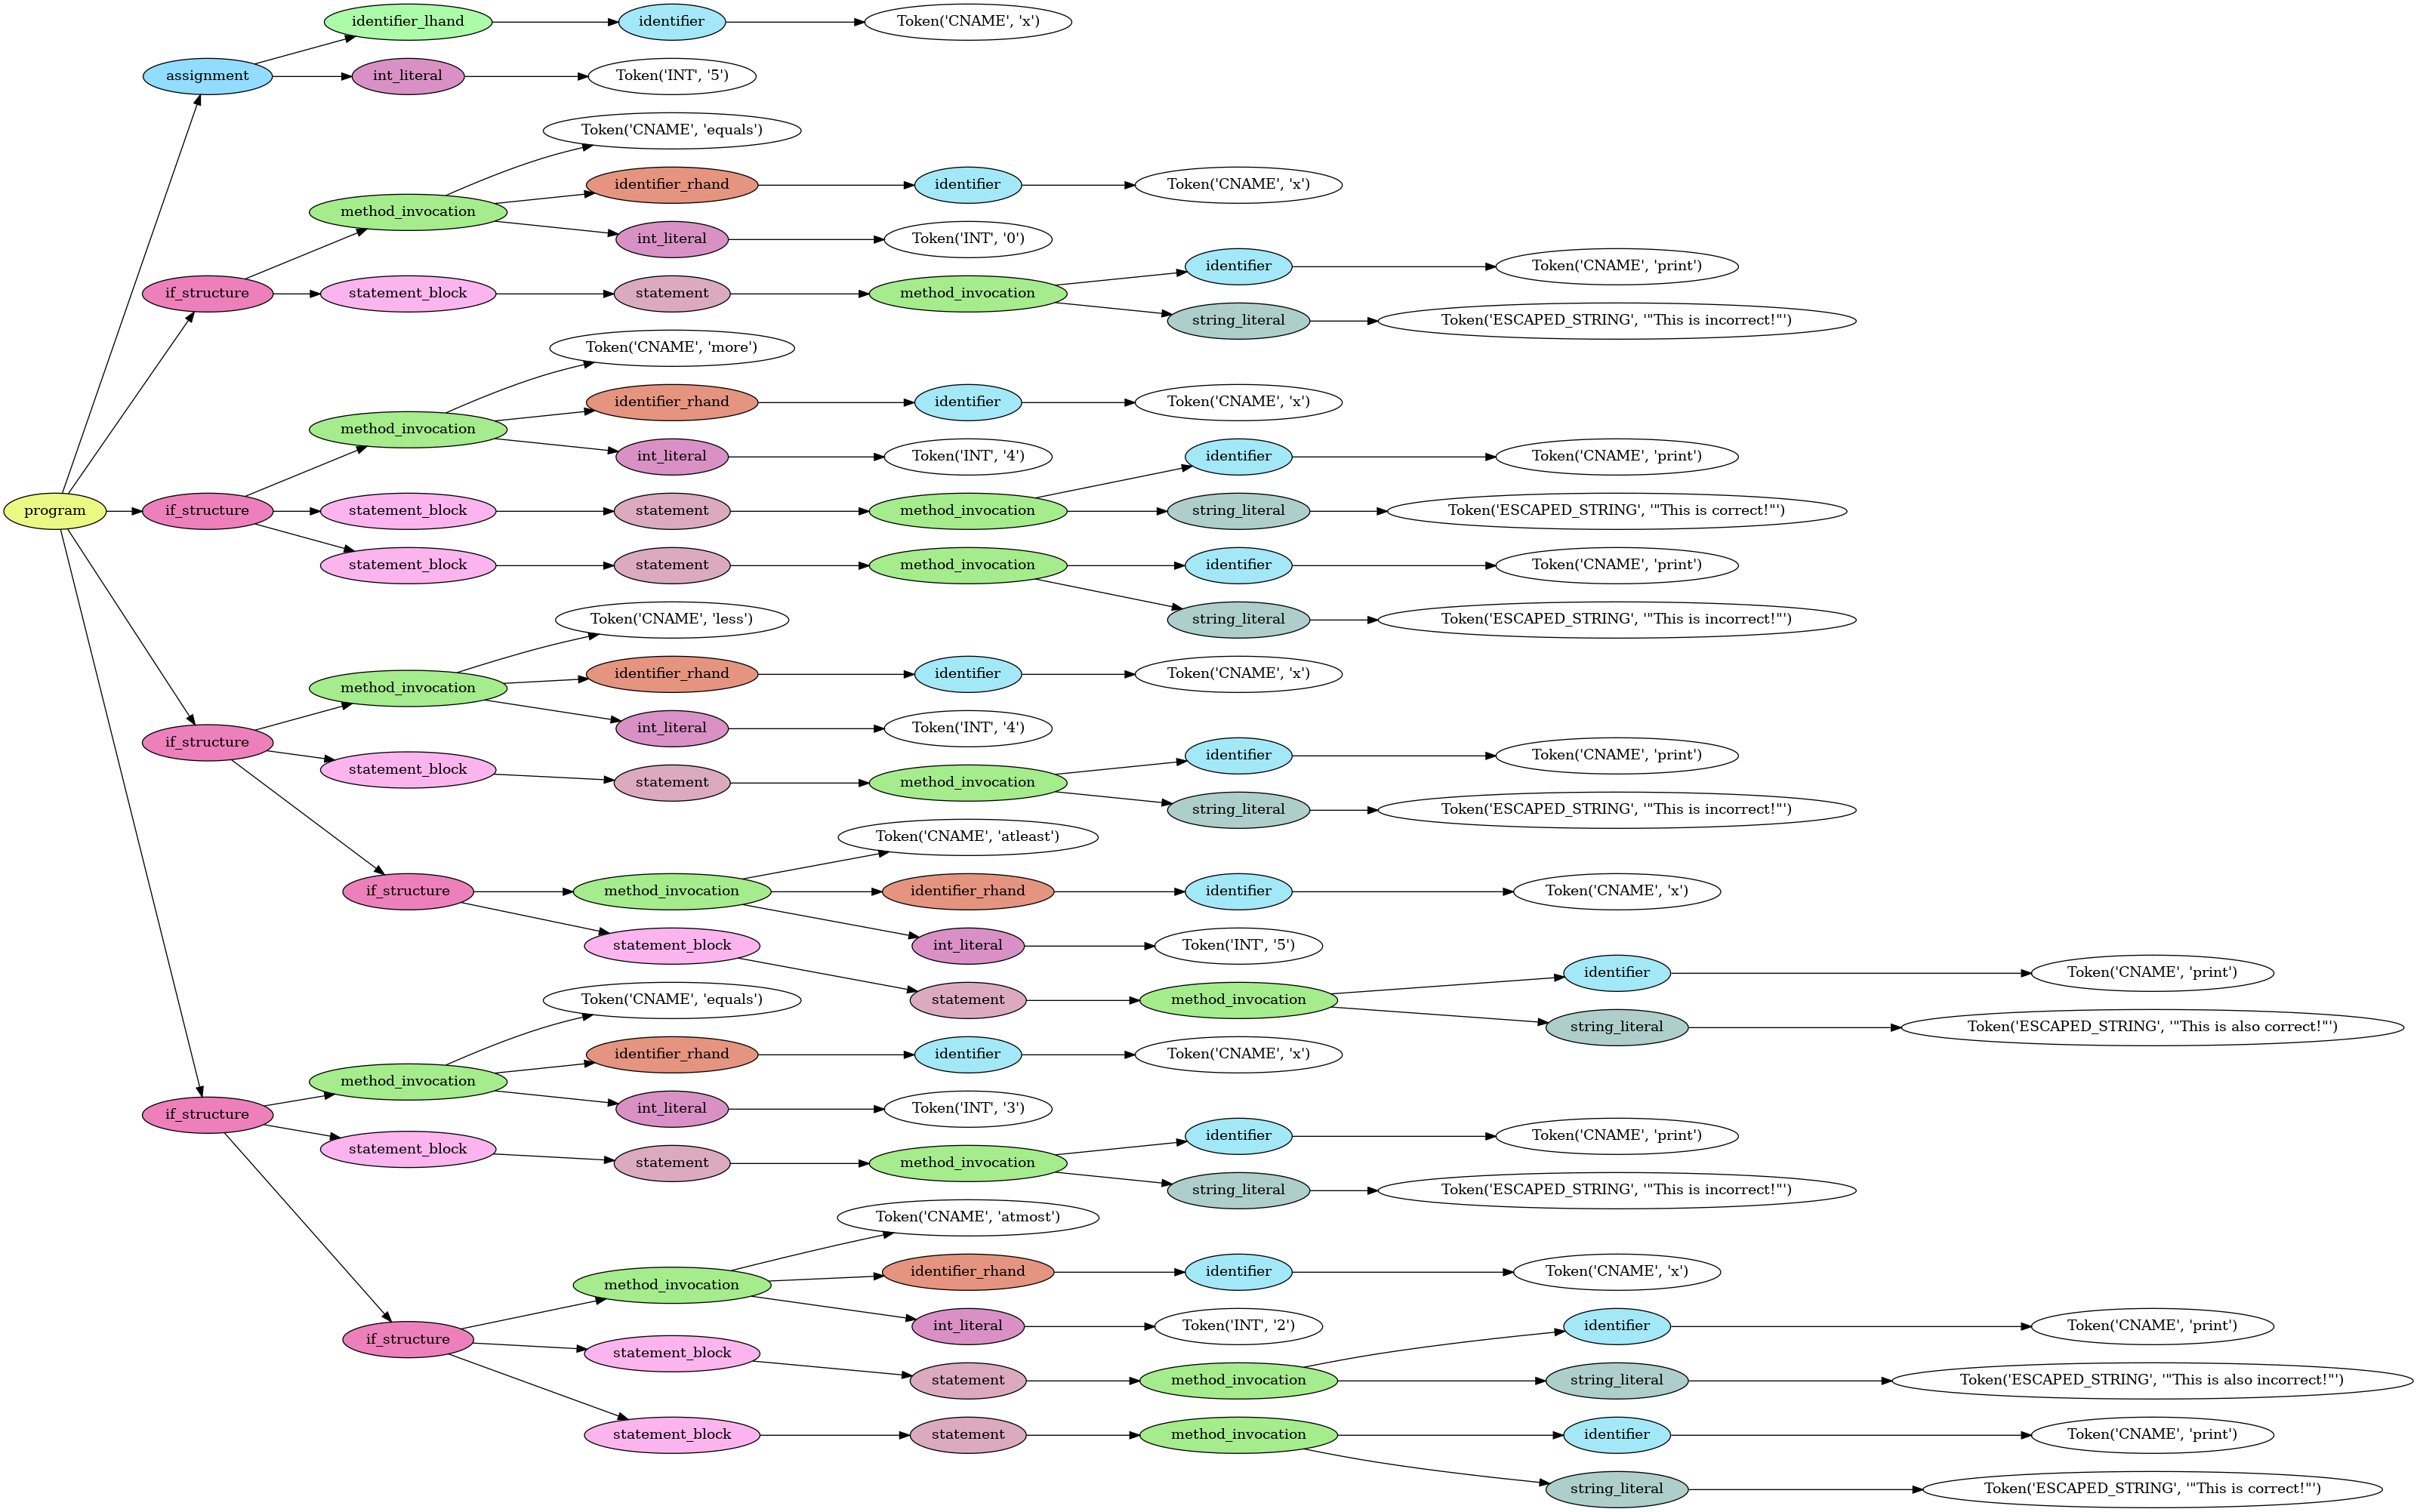 identifier_lhand
identifier
Token('CNAME', 'x')
assignment
int_literal
Token('INT', '5')
Token('CNAME', 'equals')
identifier_rhand
identifier
Token('CNAME', 'x')
method_invocation
int_literal
Token('INT', '0')
identifier
Token('CNAME', 'print')
if_structure
statement_block
statement
method_invocation
string_literal
Token('ESCAPED_STRING', '"This is incorrect!"')
Token('CNAME', 'more')
identifier_rhand
identifier
Token('CNAME', 'x')
method_invocation
int_literal
Token('INT', '4')
identifier
Token('CNAME', 'print')
program
if_structure
statement_block
statement
method_invocation
string_literal
Token('ESCAPED_STRING', '"This is correct!"')
statement_block
statement
method_invocation
identifier
Token('CNAME', 'print')
string_literal
Token('ESCAPED_STRING', '"This is incorrect!"')
Token('CNAME', 'less')
identifier_rhand
identifier
Token('CNAME', 'x')
method_invocation
int_literal
Token('INT', '4')
if_structure
identifier
Token('CNAME', 'print')
statement_block
statement
method_invocation
string_literal
Token('ESCAPED_STRING', '"This is incorrect!"')
Token('CNAME', 'atleast')
if_structure
method_invocation
identifier_rhand
identifier
Token('CNAME', 'x')
statement_block
int_literal
Token('INT', '5')
identifier
Token('CNAME', 'print')
Token('CNAME', 'equals')
statement
method_invocation
string_literal
Token('ESCAPED_STRING', '"This is also correct!"')
identifier_rhand
identifier
Token('CNAME', 'x')
method_invocation
int_literal
Token('INT', '3')
if_structure
identifier
Token('CNAME', 'print')
statement_block
statement
method_invocation
string_literal
Token('ESCAPED_STRING', '"This is incorrect!"')
Token('CNAME', 'atmost')
identifier_rhand
identifier
Token('CNAME', 'x')
method_invocation
int_literal
Token('INT', '2')
identifier
Token('CNAME', 'print')
if_structure
statement_block
statement
method_invocation
string_literal
Token('ESCAPED_STRING', '"This is also incorrect!"')
statement_block
statement
method_invocation
identifier
Token('CNAME', 'print')
string_literal
Token('ESCAPED_STRING', '"This is correct!"')